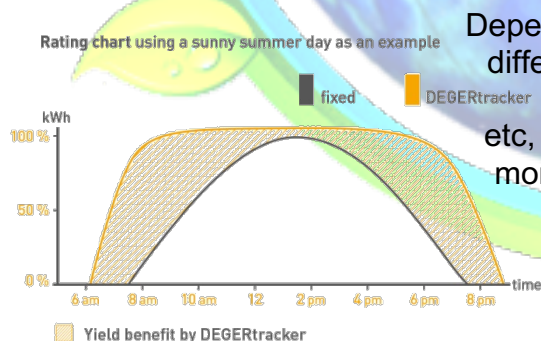 Rating chart using a sunny summer day as an example
fixed
DEGERtracker
kWh
100 %
50 %
0 %
6 am 8 am 10 am 12 2 pm 4 pm 6 pm 8 pm
time
Yield benefit by DEGERtracker
etc,